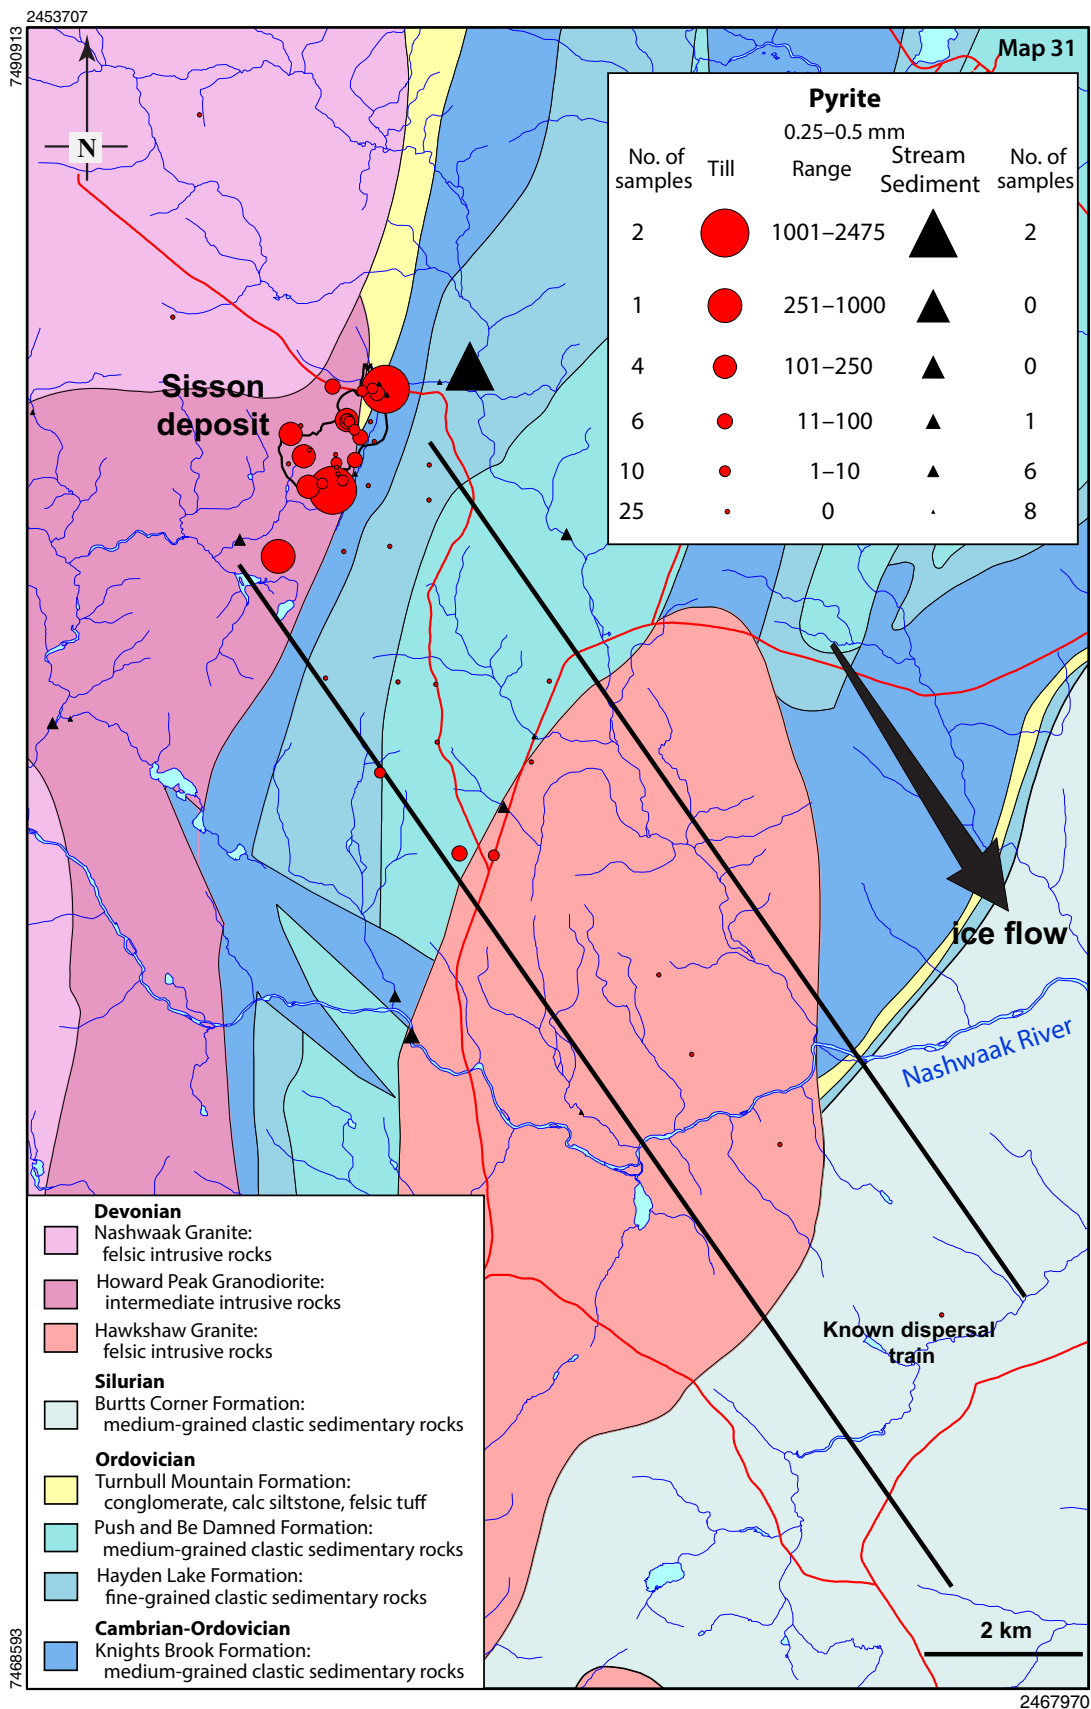 2453707
7490913
Map 31
N
Pyrite
0.25–0.5 mm
No. of samples Till Range Stream Sediment No. of samples
2 1001–2475 2
1 251–1000 0
4 101–250 0
6 11–100 1
10 1–10 6
25 0 8
Sisson
deposit
ice flow
Nashwaak River
Known dispersal
train
Devonian
Nashwaak Granite:
felsic intrusive rocks
Howard Peak Granodiorite:
intermediate intrusive rocks
Hawkshaw Granite:
felsic intrusive rocks
Silurian
Burtts Corner Formation:
medium-grained clastic sedimentary rocks
Ordovician
Turnbull Mountain Formation:
conglomerate, calc siltstone, felsic tuff
Push and Be Damned Formation:
medium-grained clastic sedimentary rocks
Hayden Lake Formation:
fine-grained clastic sedimentary rocks
Cambrian-Ordovician
Knights Brook Formation:
medium-grained clastic sedimentary rocks
2 km
7468593
2467970